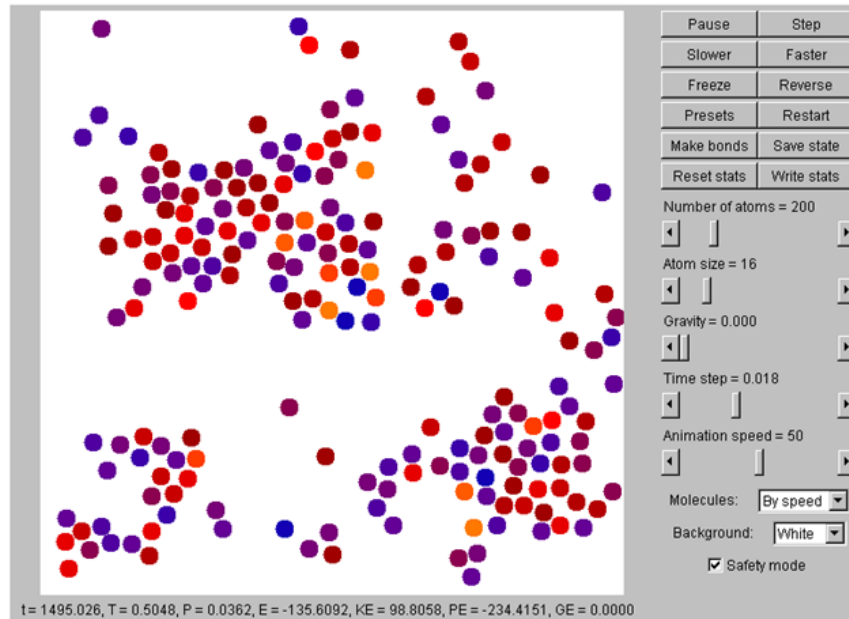 Pause Step
Slower Faster
Freeze Reverse
Presets Restart
Make bonds Save state
Reset stats Write stats
Number of atoms = 200
Atom size = 16
Gravity = 0.000
Time step = 0.018
Animation speed = 50
Molecules: By speed
Background: White
Safety mode
t = 1495.026, T = 0.5048, P = 0.0362, E = -135.6092, KE = 98.8058, PE = -234.4151, GE = 0.0000